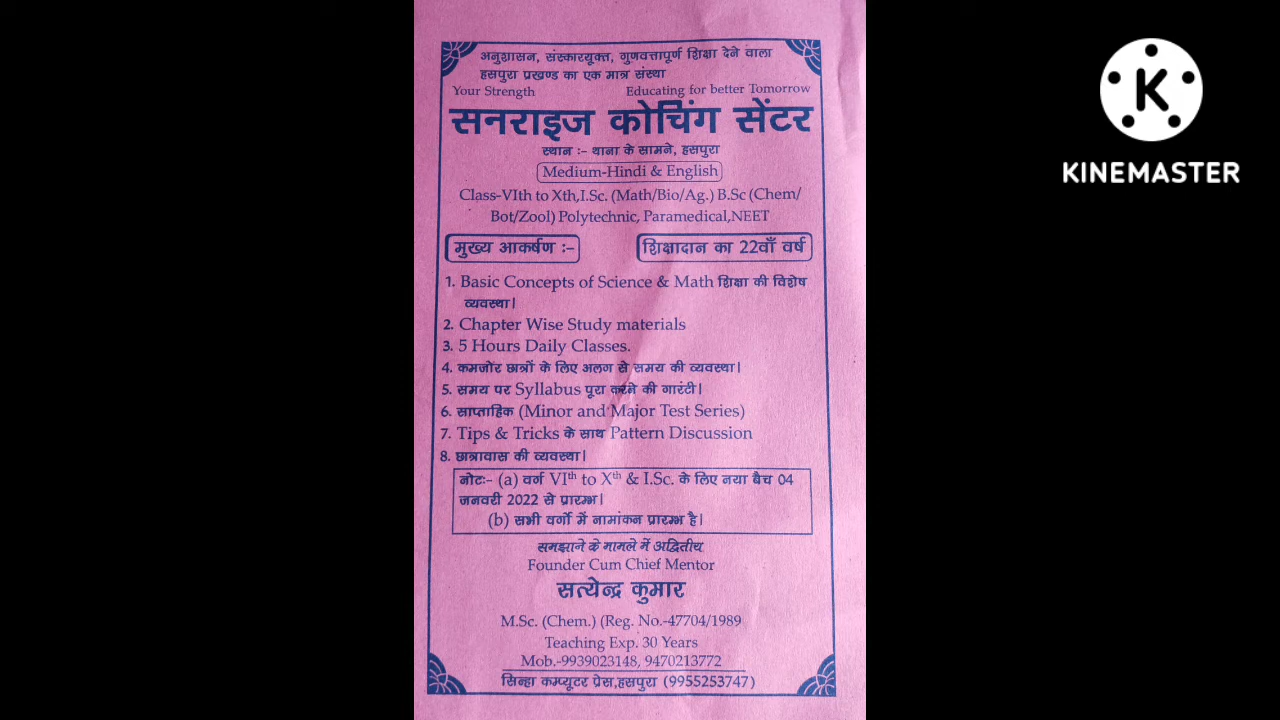 अनुशासन, संस्कारयुक्त, गुणवत्तापूर्ण शिक्षा देने वाला
हसपुरा प्रखण्ड का एक मात्र संस्था
Your Strength Educating for better Tomorrow
सनराइज कोचिंग सेंटर
स्थान :- थाना के सामने, हसपुरा
Medium-Hindi & English
Class-VIth to Xth,I.Sc. (Math/Bio/Ag.) B.Sc (Chem/
Bot/Zool) Polytechnic, Paramedical,NEET
मुख्य आकर्षण :- शिक्षादान का 22वाँ वर्ष
1. Basic Concepts of Science & Math शिक्षा की विशेष
व्यवस्था।
2. Chapter Wise Study materials
3. 5 Hours Daily Classes.
4. कमजोर छात्रों के लिए अलग से समय की व्यवस्था।
5. समय पर Syllabus पूरा करने की गारंटी।
6. साप्ताहिक (Minor and Major Test Series)
7. Tips & Tricks के साथ Pattern Discussion
8. छात्रावास की व्यवस्था।
नोटः- (a) वर्ग VIth to Xth & I.Sc. के लिए नया बैच 04
जनवरी 2022 से प्रारम्भ।
(b) सभी वर्गो में नामांकन प्रारम्भ है।
समझाने के मामले में अद्वितीय
Founder Cum Chief Mentor
सत्येन्द्र कुमार
M.Sc. (Chem.) (Reg. No.-47704/1989
Teaching Exp. 30 Years
Mob.-9939023148, 9470213772
सिन्हा कम्प्यूटर प्रेस,हसपुरा (9955253747)
K
KINEMASTER